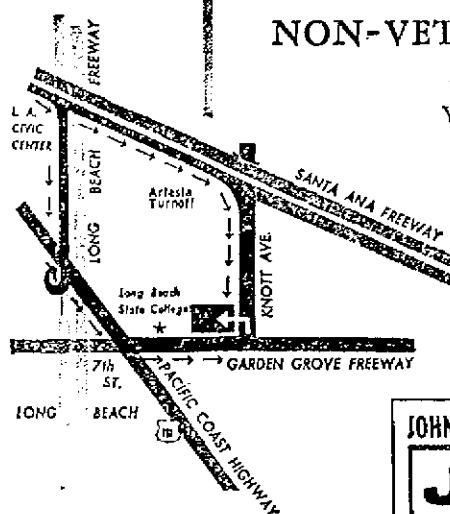 NON-VET
Y
FREEWAY
BEACH
LONG
L. A.
CIVIC
CENTER
SANTA ANA FREEWAY
Artesia
Turnoff
KNOTT AVE.
Long Beach
State College
GARDEN GROVE FREEWAY
7th
ST.
PACIFIC COAST HIGHWAY
LONG BEACH
JOHN
J